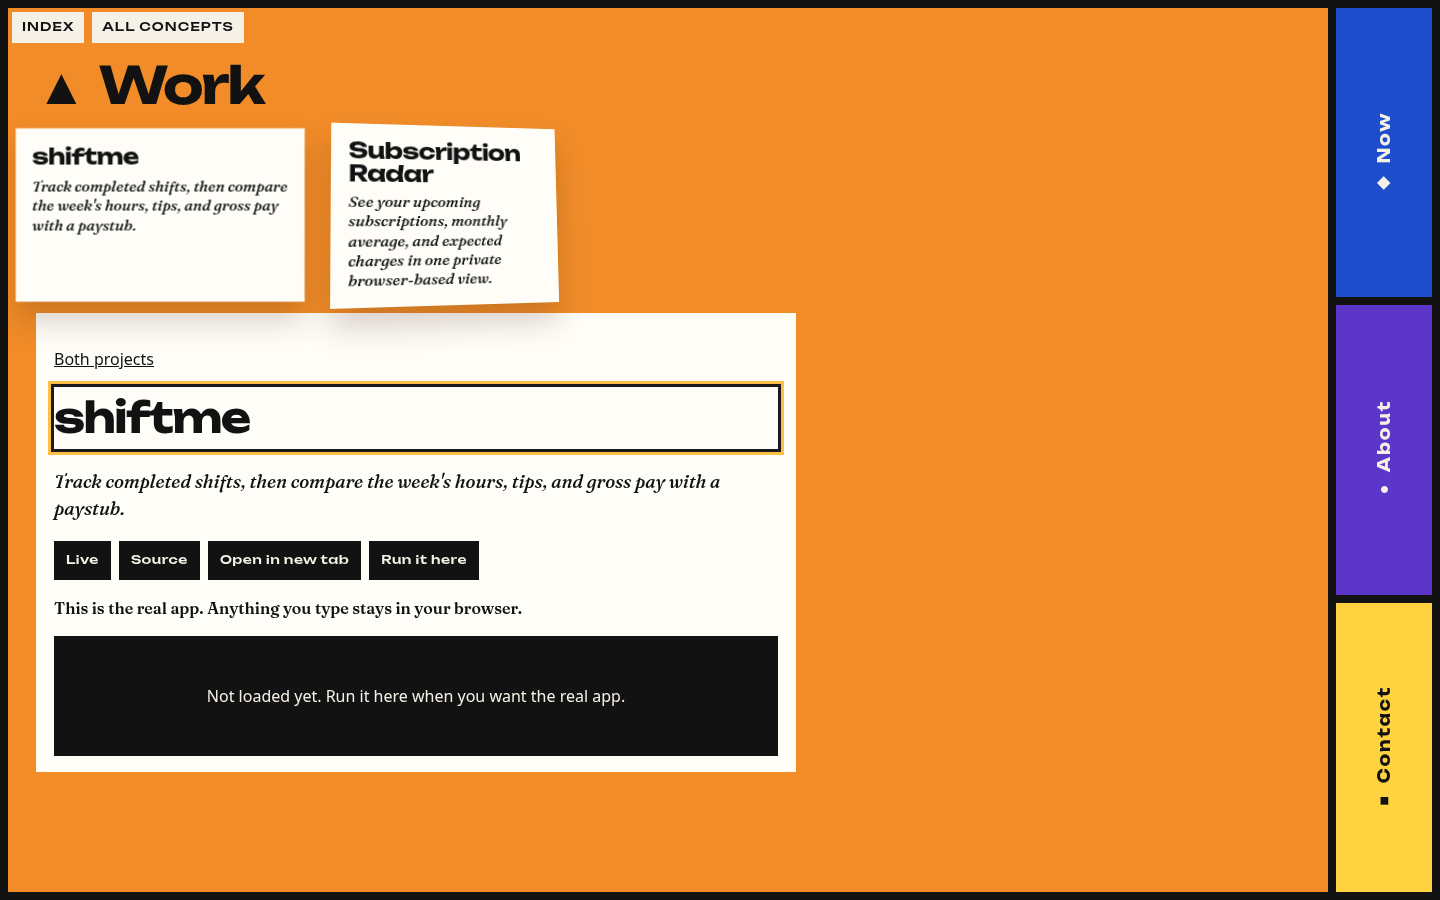 INDEX
ALL CONCEPTS
▲ Work
shiftme
Track completed shifts, then compare
the week's hours, tips, and gross pay
with a paystub.
Subscription
Radar
See your upcoming
subscriptions, monthly
average, and expected
charges in one private
browser-based view.
Both projects
shiftme
Track completed shifts, then compare the week's hours, tips, and gross pay with a
paystub.
Live
Source
Open in new tab
Run it here
This is the real app. Anything you type stays in your browser.
Not loaded yet. Run it here when you want the real app.
◆ Now
● About
■ Contact